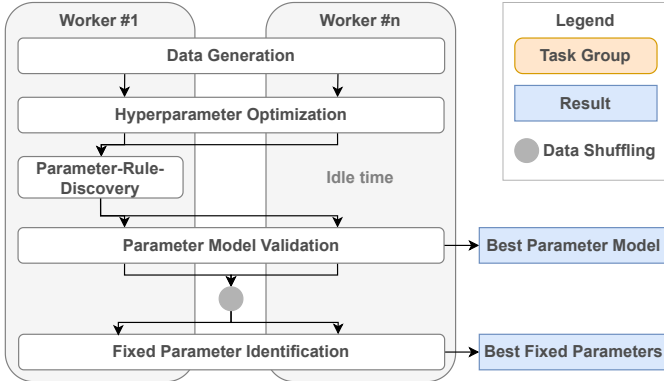 Worker #1
Worker #n
Data Generation
Hyperparameter Optimization
Parameter-Rule-
Discovery
Idle time
Parameter Model Validation
Fixed Parameter Identification
Best Parameter Model
Best Fixed Parameters
Legend
Task Group
Result
Data Shuffling